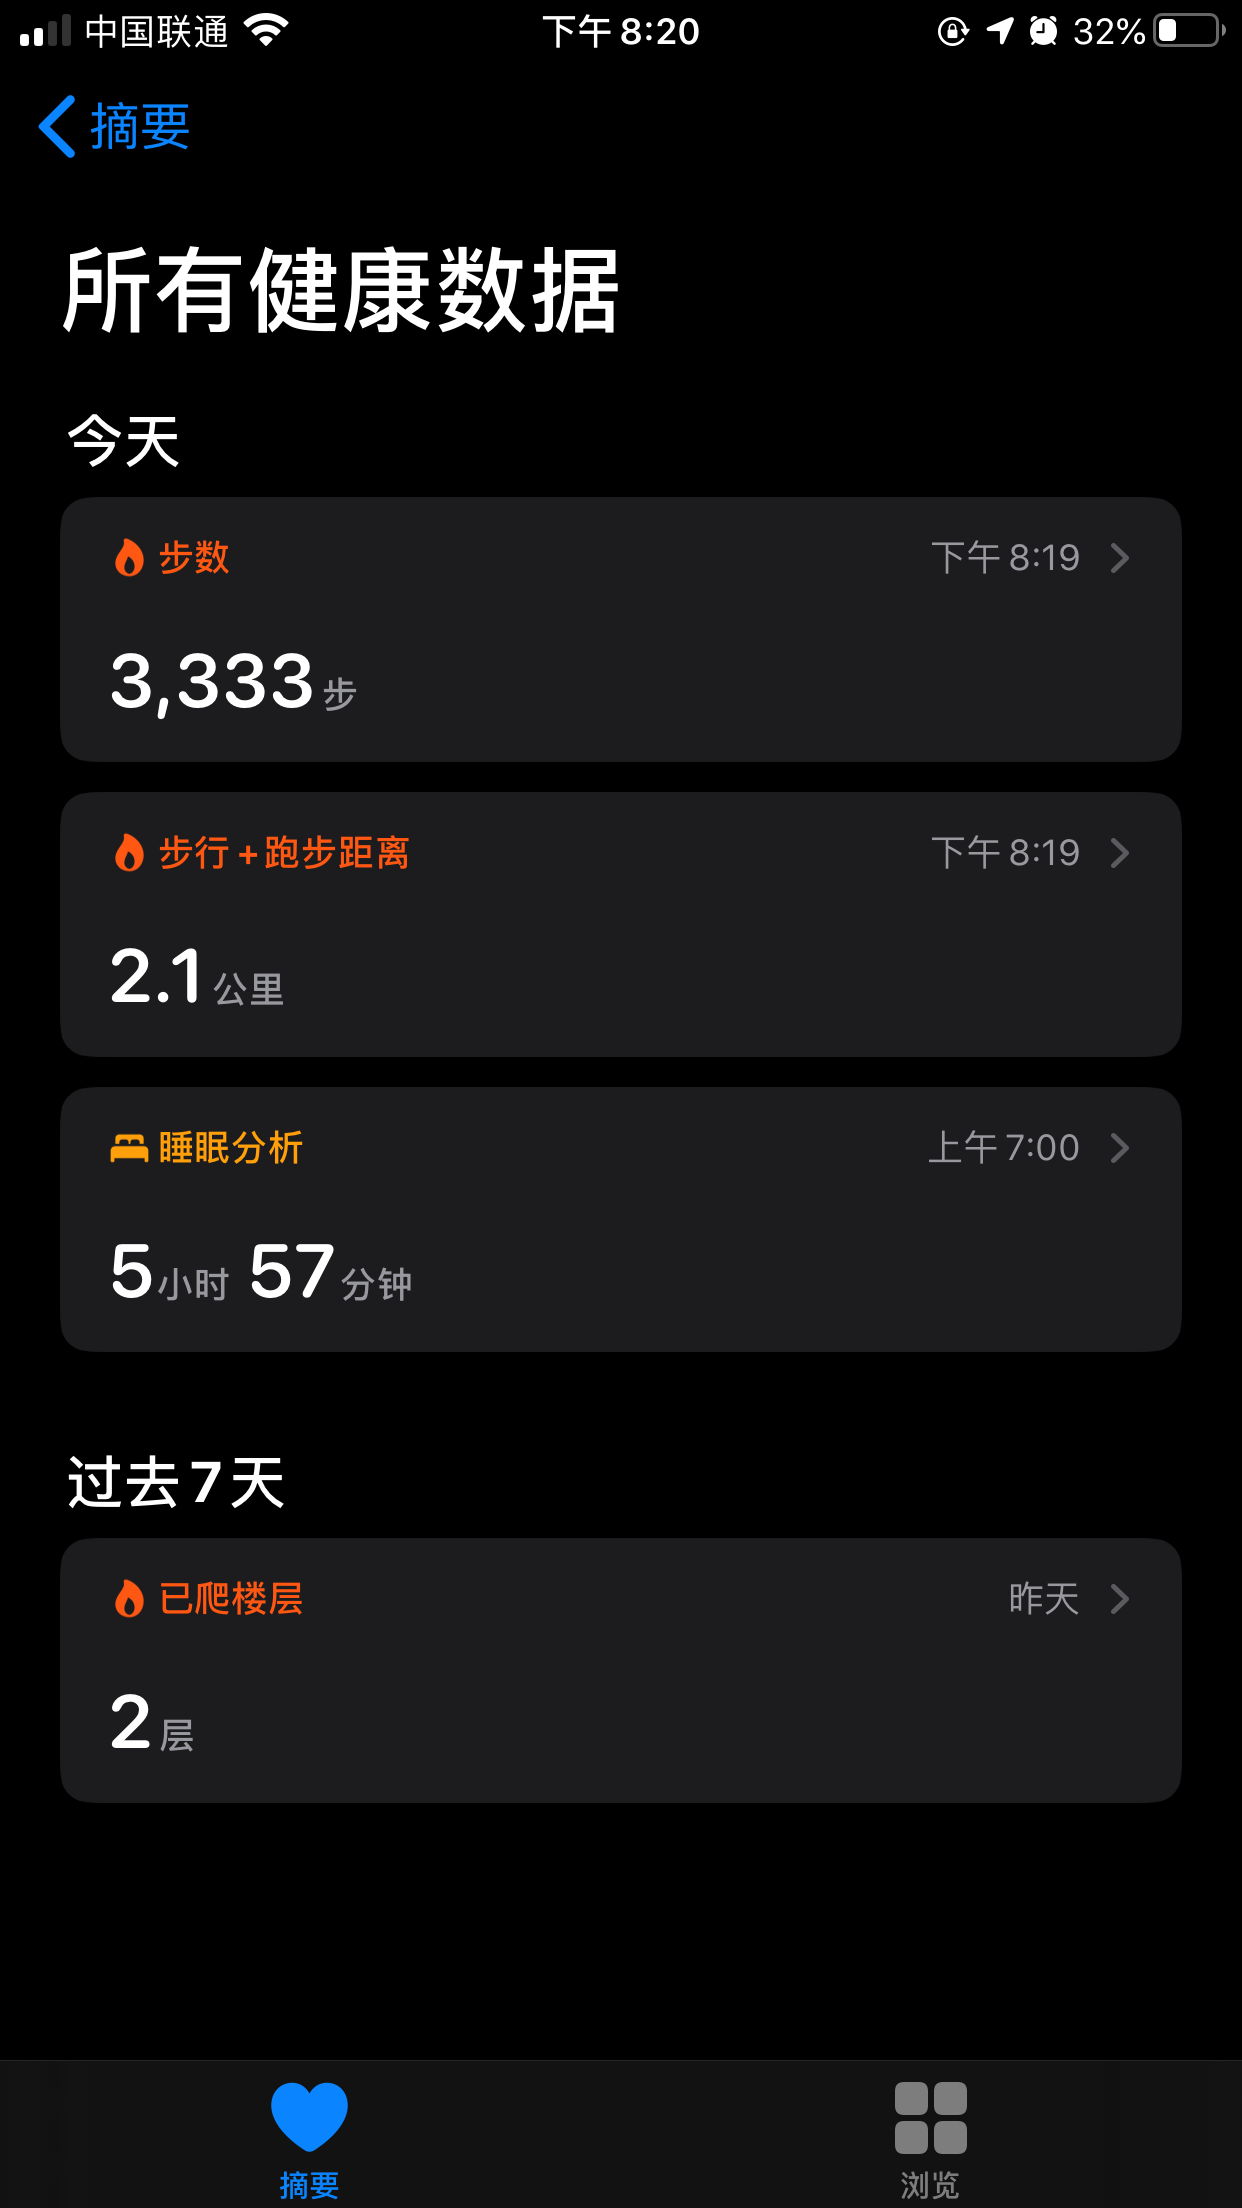 中国联通 下午 8:20 32%
摘要
所有健康数据
今天
步数 下午 8:19
3,333 步
步行 + 跑步距离 下午 8:19
2.1 公里
睡眠分析 上午 7:00
5 小时 57 分钟
过去 7 天
已爬楼层 昨天
2 层
摘要 浏览